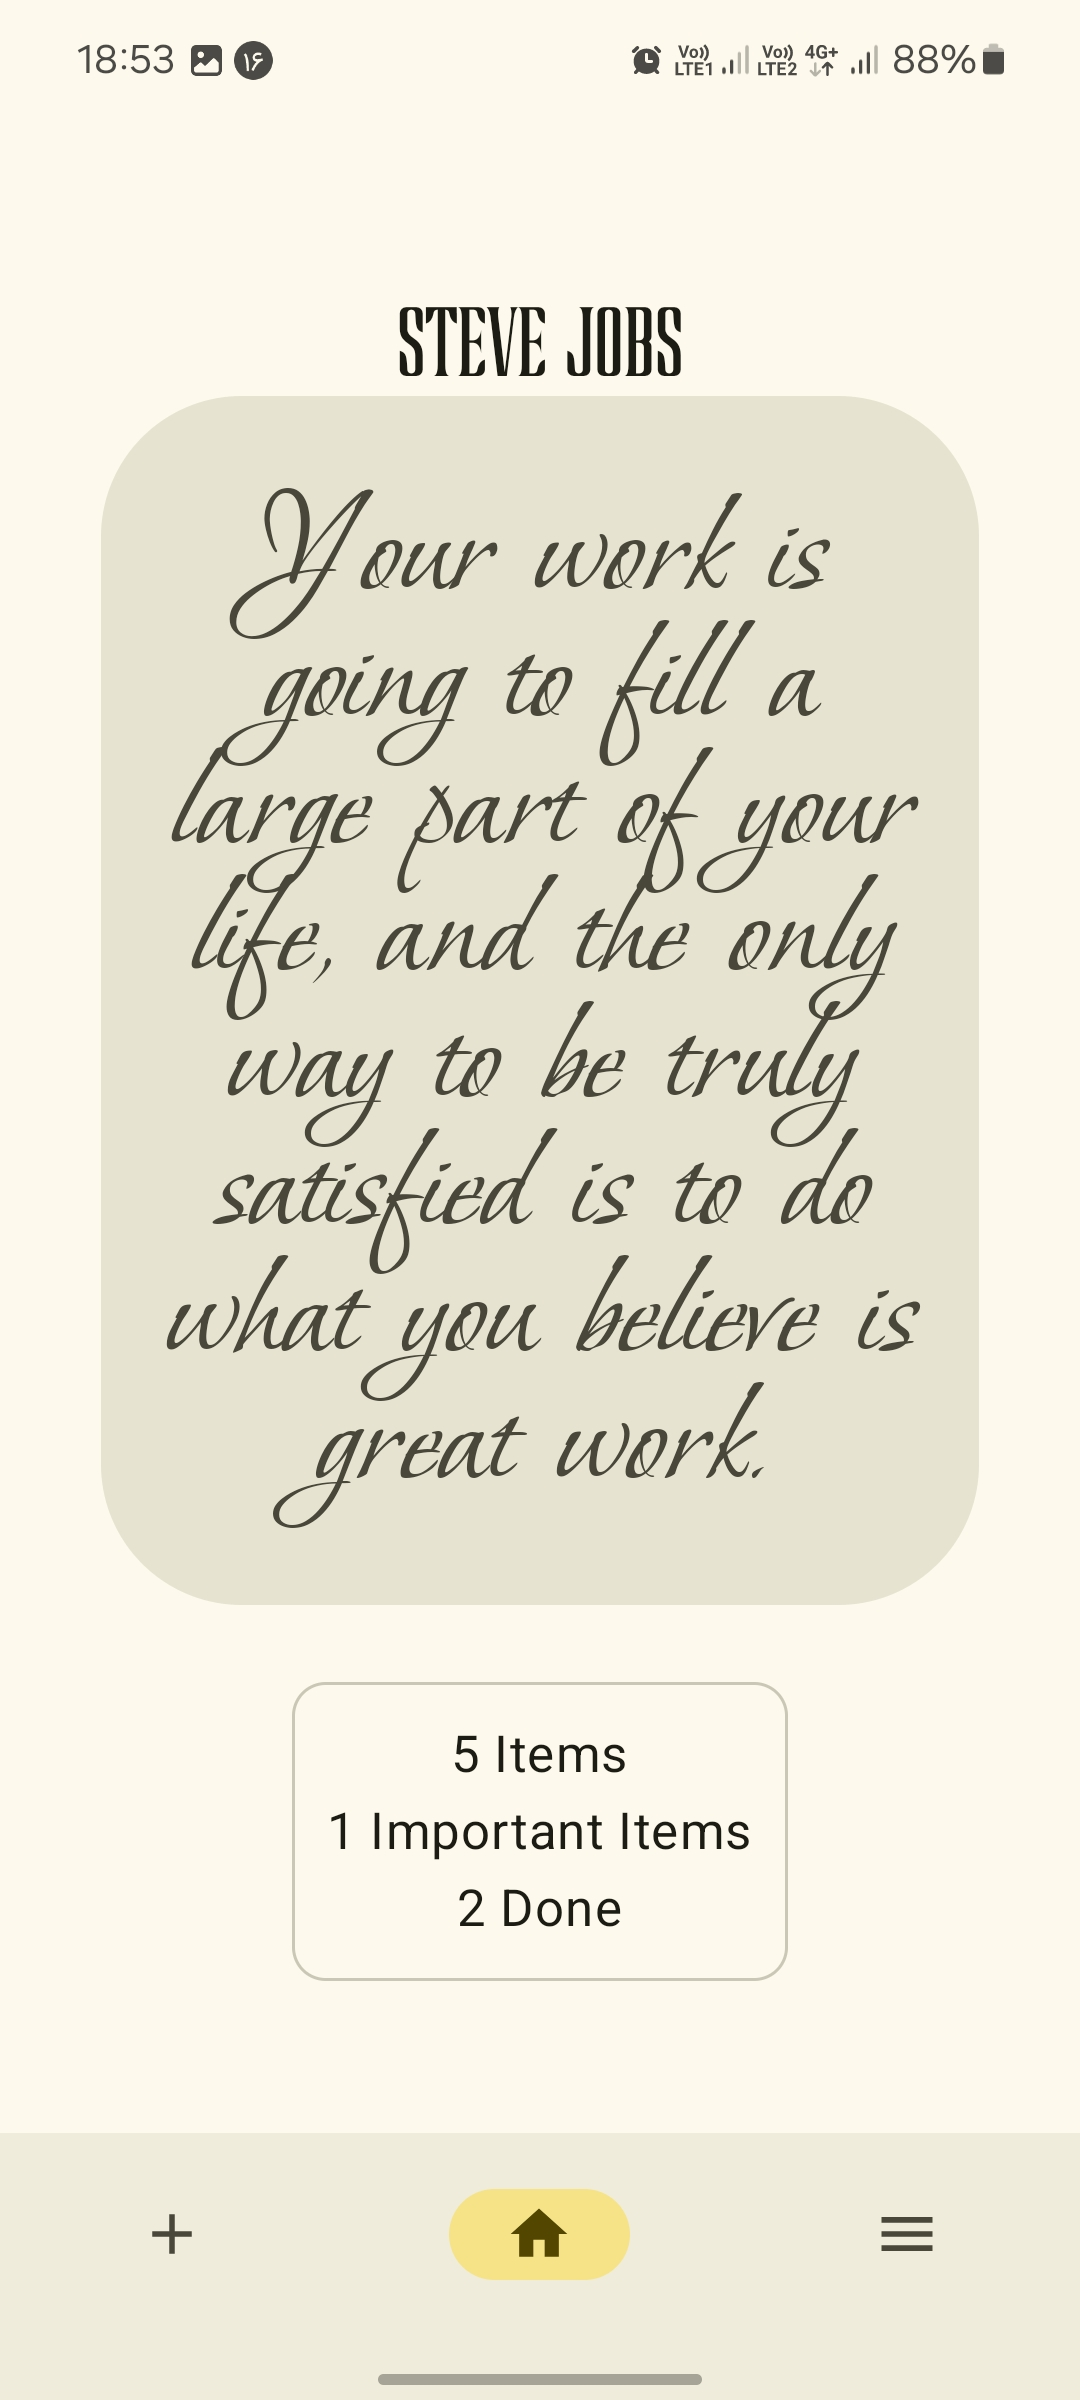 18:53 ۱۶ Vo)) LTE1 Vo)) LTE2 4G+ 88%
STEVE JOBS
Your work is
going to fill a
large part of your
life, and the only
way to be truly
satisfied is to do
what you believe is
great work.
5 Items
1 Important Items
2 Done